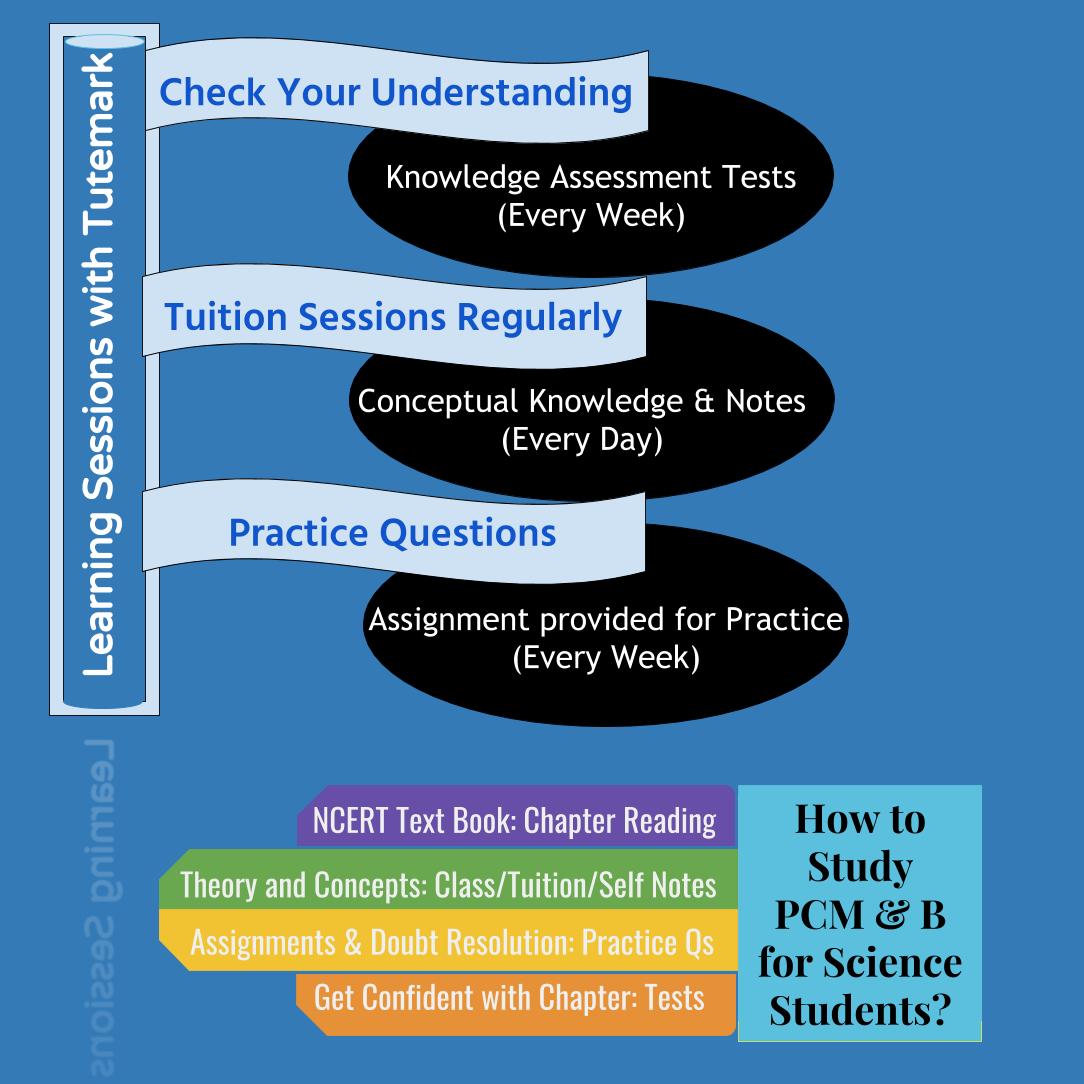 Learning Sessions with Tutemark
Check Your Understanding
Knowledge Assessment Tests
(Every Week)
Tuition Sessions Regularly
Conceptual Knowledge & Notes
(Every Day)
Practice Questions
Assignment provided for Practice
(Every Week)
Learning Sessions
NCERT Text Book: Chapter Reading
Theory and Concepts: Class/Tuition/Self Notes
Assignments & Doubt Resolution: Practice Qs
Get Confident with Chapter: Tests
How to
Study
PCM & B
for Science
Students?